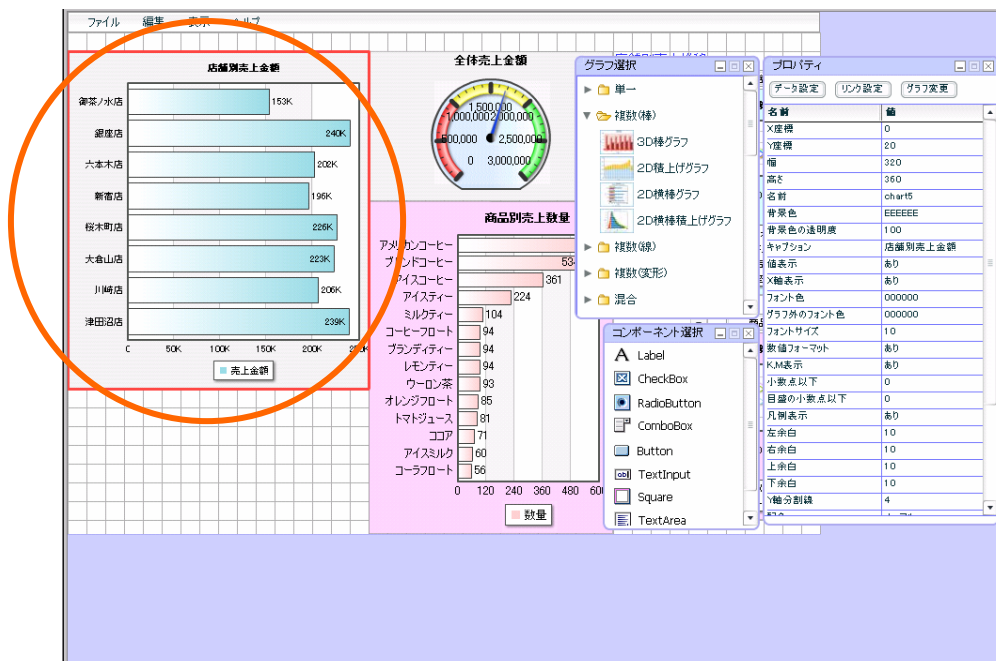 ファイル 編集 表示 ヘルプ
店舗別売上金額
御茶ノ水店 153K
銀座店 240K
六本木店 202K
新宿店 196K
桜木町店 226K
大倉山店 223K
川崎店 206K
津田沼店 239K
0 50K 100K 150K 200K
売上金額
全体売上金額
0
1,500,000
2,000,000
2,500,000
3,000,000
商品別売上数量
アメリカンコーヒー
ブランドコーヒー
アイスコーヒー 361
アイスティー 224
ミルクティー 104
コーヒーフロート 94
ブランディティー 94
レモンティー 94
ウーロン茶 93
オレンジフロート 85
トマトジュース 81
ココア 71
アイスミルク 60
コーラフロート 56
0 120 240 360 480
数量
グラフ選択
単一
複数(棒)
3D棒グラフ
2D積上げグラフ
2D横棒グラフ
2D横棒積上げグラフ
複数(線)
複数(変形)
混合
コンポーネント選択
Label
CheckBox
RadioButton
ComboBox
Button
TextInput
Square
TextArea
プロパティ
データ設定 リンク設定 グラフ変更
名前 値
X座標 0
Y座標 20
幅 320
高さ 360
名前 chart5
背景色 EEEEEE
背景色の透明度 100
キャプション 店舗別売上金額
値表示 あり
X軸表示 あり
フォント色 000000
グラフ外のフォント色 000000
フォントサイズ 10
数値フォーマット あり
K,M表示 あり
小数点以下 0
目盛の小数点以下 0
凡例表示 あり
左余白 10
右余白 10
上余白 10
下余白 10
Y軸分割線 4